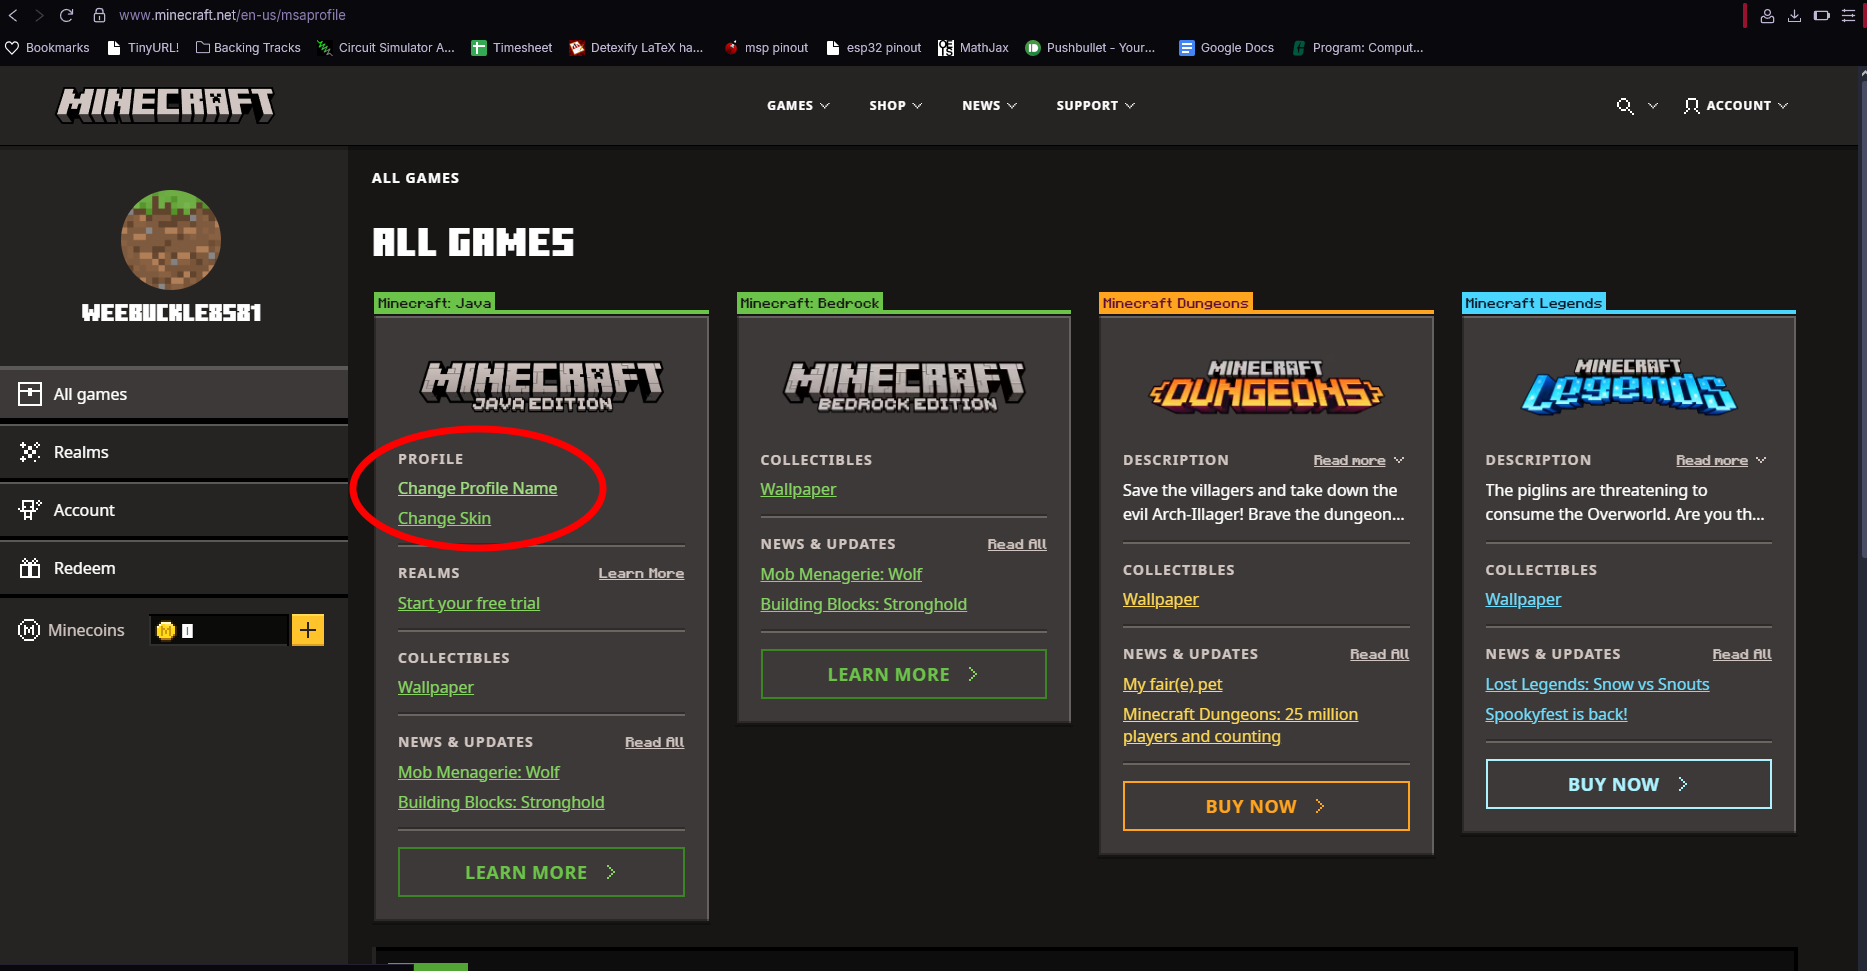 www.minecraft.net/en-us/msaprofile
Bookmarks TinyURL! Backing Tracks Circuit Simulator A... Timesheet Detexify LaTeX ha... msp pinout esp32 pinout MathJax Pushbullet - Your... Google Docs Program: Comput...
MINECRAFT
GAMES SHOP NEWS SUPPORT ACCOUNT
WEEBUCKLE8581
All games
Realms
Account
Redeem
Minecoins
ALL GAMES
ALL GAMES
Minecraft: Java
MINECRAFT
JAVA EDITION
PROFILE
Change Profile Name
Change Skin
REALMS Learn More
Start your free trial
COLLECTIBLES
Wallpaper
NEWS & UPDATES Read All
Mob Menagerie: Wolf
Building Blocks: Stronghold
LEARN MORE
Minecraft: Bedrock
MINECRAFT
BEDROCK EDITION
COLLECTIBLES
Wallpaper
NEWS & UPDATES Read All
Mob Menagerie: Wolf
Building Blocks: Stronghold
LEARN MORE
Minecraft Dungeons
MINECRAFT
DUNGEONS
DESCRIPTION Read more
Save the villagers and take down the
evil Arch-Illager! Brave the dungeon...
COLLECTIBLES
Wallpaper
NEWS & UPDATES Read All
My fair(e) pet
Minecraft Dungeons: 25 million
players and counting
BUY NOW
Minecraft Legends
MINECRAFT
Legends
DESCRIPTION Read more
The piglins are threatening to
consume the Overworld. Are you th...
COLLECTIBLES
Wallpaper
NEWS & UPDATES Read All
Lost Legends: Snow vs Snouts
Spookyfest is back!
BUY NOW